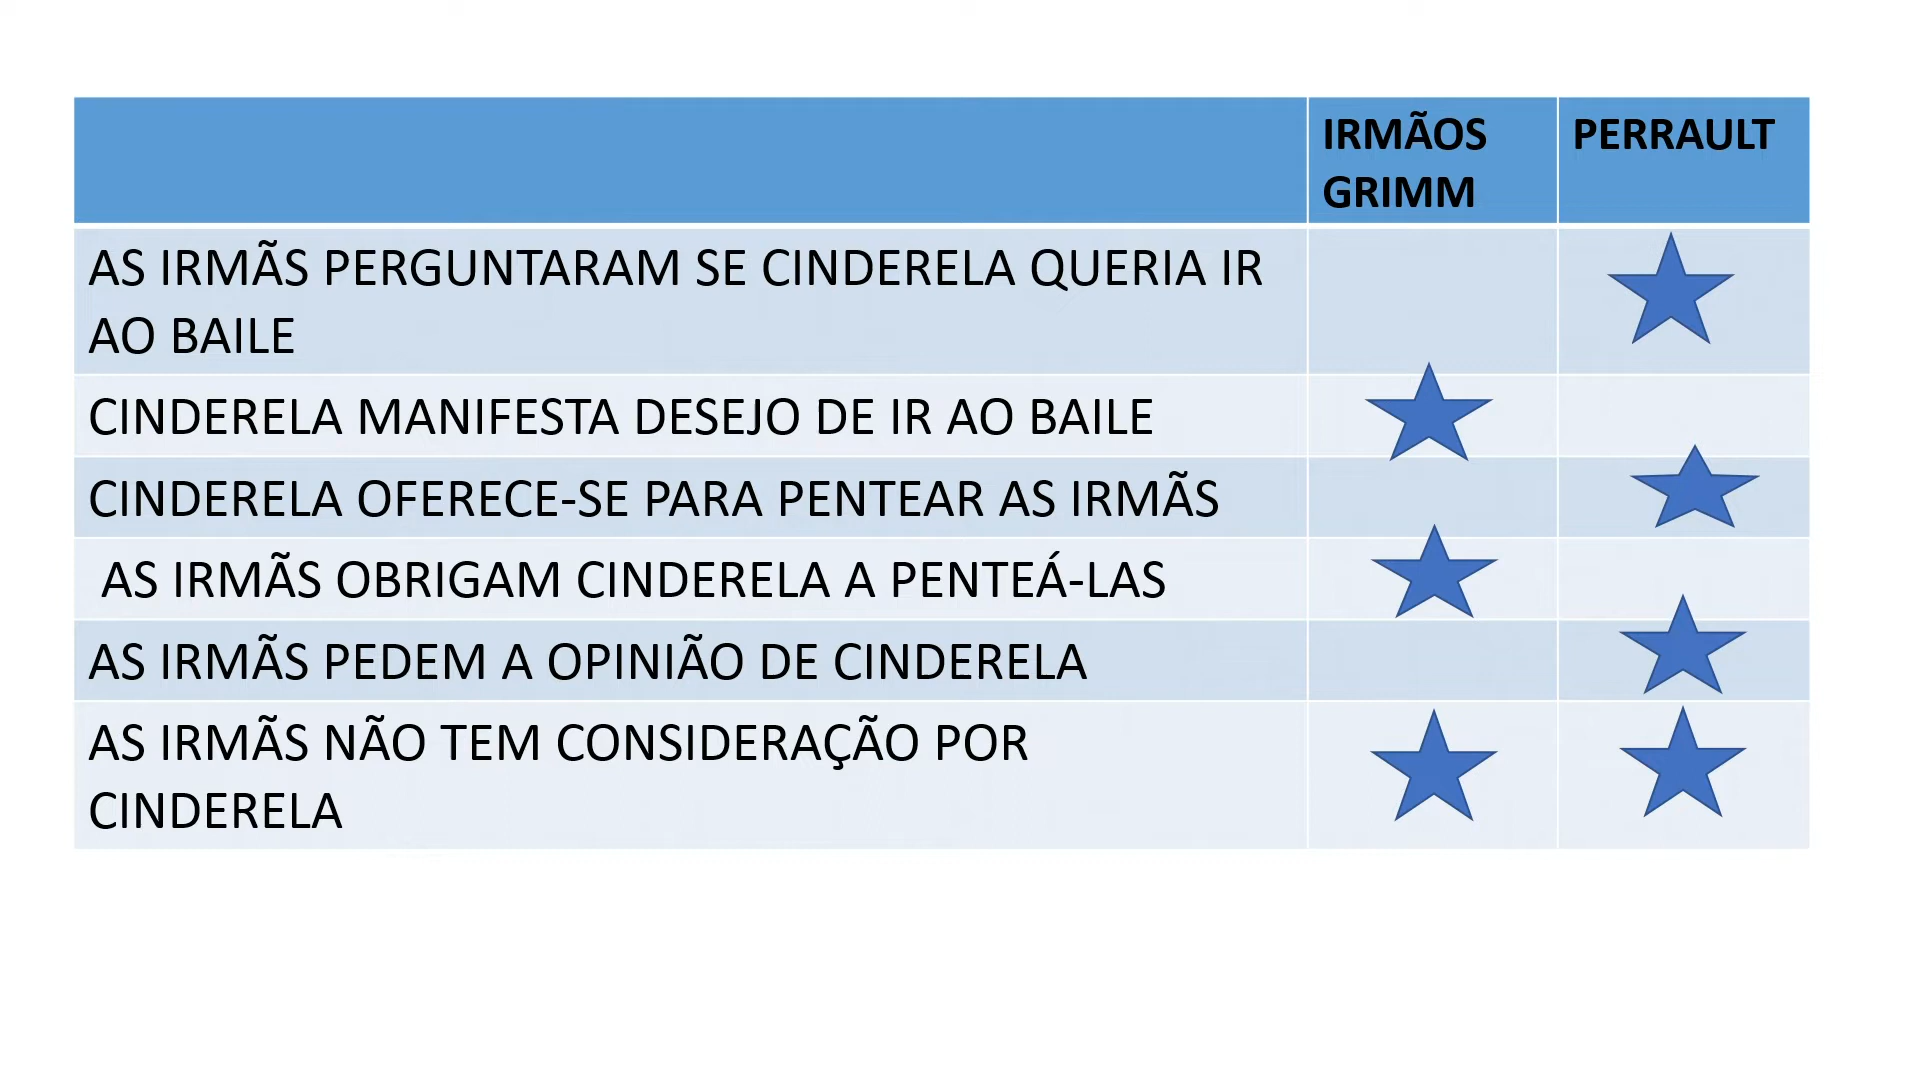 IRMÃOS
GRIMM
PERRAULT
AS IRMÃS PERGUNTARAM SE CINDERELA QUERIA IR
AO BAILE
CINDERELA MANIFESTA DESEJO DE IR AO BAILE
CINDERELA OFERECE-SE PARA PENTEAR AS IRMÃS
AS IRMÃS OBRIGAM CINDERELA A PENTEÁ-LAS
AS IRMÃS PEDEM A OPINIÃO DE CINDERELA
AS IRMÃS NÃO TEM CONSIDERAÇÃO POR
CINDERELA